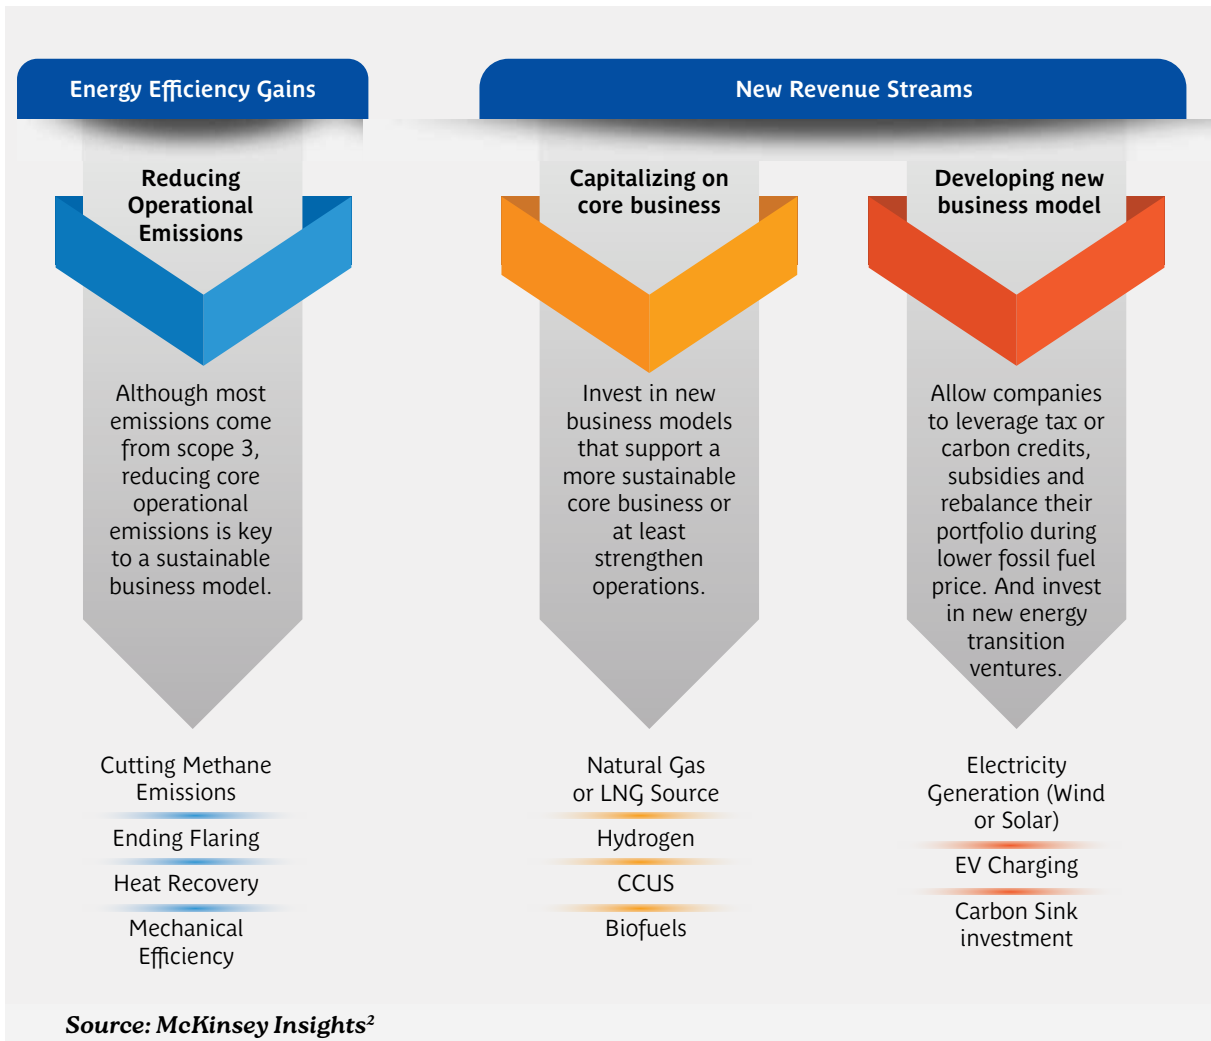 Energy Efficiency Gains
Reducing
Operational
Emissions
Although most
emissions come
from scope 3,
reducing core
operational
emissions is key
to a sustainable
business model.
Cutting Methane
Emissions
Ending Flaring
Heat Recovery
Mechanical
Efficiency
New Revenue Streams
Capitalizing on
core business
Invest in new
business models
that support a
more sustainable
core business or
at least
strengthen
operations.
Natural Gas
or LNG Source
Hydrogen
CCUS
Biofuels
Developing new
business model
Allow companies
to leverage tax or
carbon credits,
subsidies and
rebalance their
portfolio during
lower fossil fuel
price. And invest
in new energy
transition
ventures.
Electricity
Generation (Wind
or Solar)
EV Charging
Carbon Sink
investment
Source: McKinsey Insights²